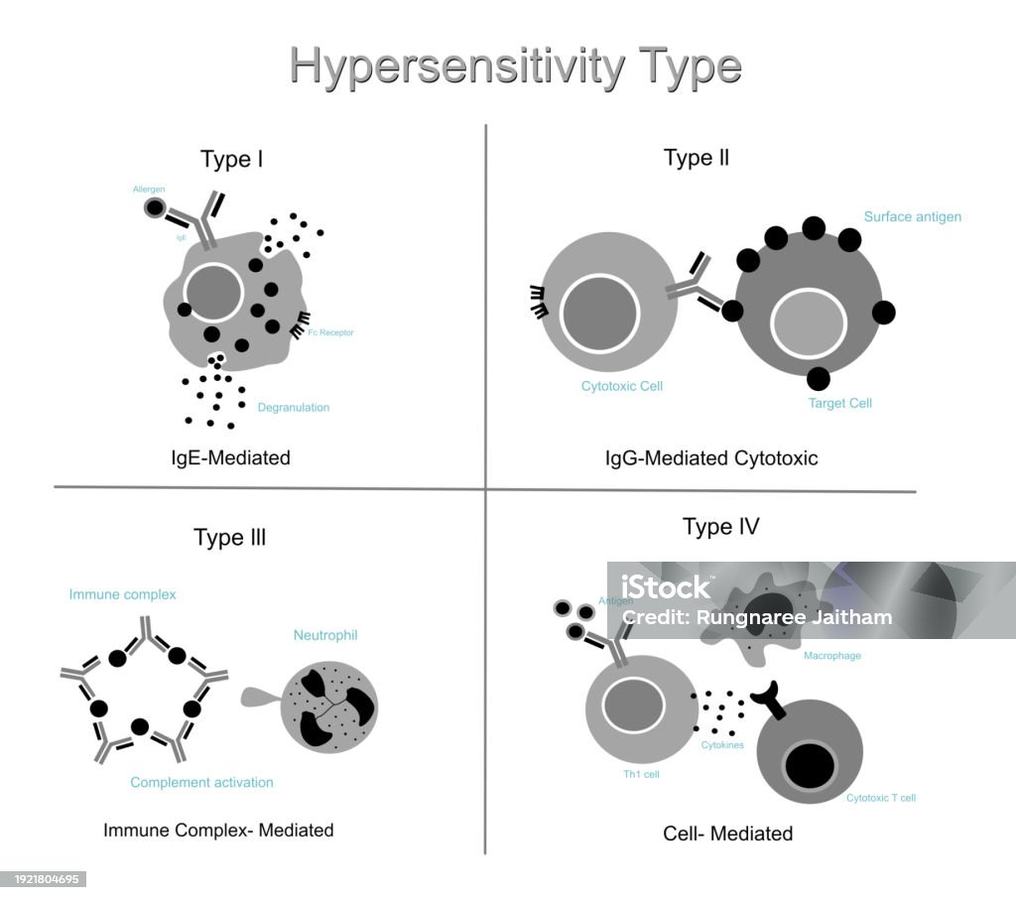 Hypersensitivity Type
Type I
Allergen
IgE
Fc Receptor
Degranulation
IgE-Mediated
Type II
Surface antigen
Cytotoxic Cell
Target Cell
IgG-Mediated Cytotoxic
Type III
Immune complex
Neutrophil
Complement activation
Immune Complex- Mediated
Type IV
iStock™
Credit: Rungnaree Jaitham
Antigen
Macrophage
Cytokines
Th1 cell
Cytotoxic T cell
Cell- Mediated
1921804695